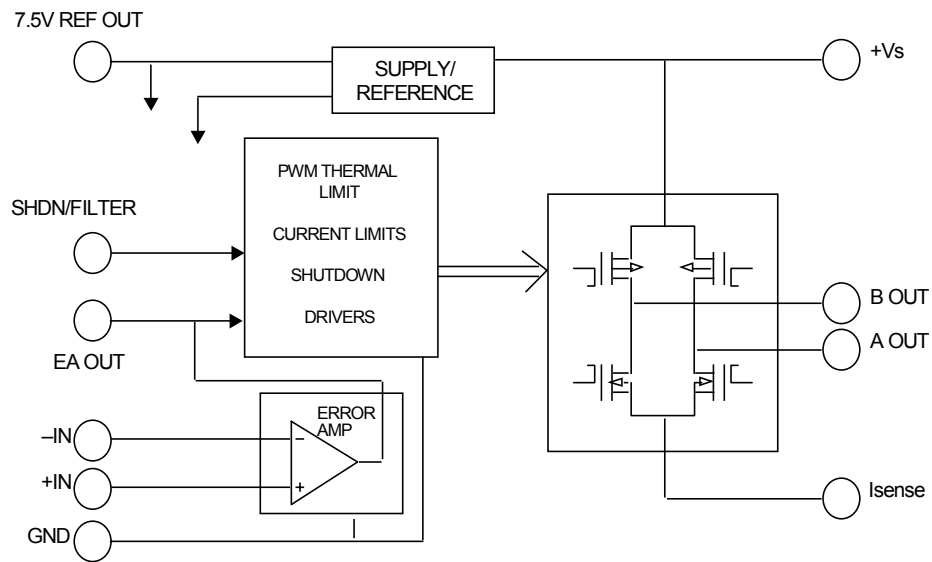 7.5V REF OUT
+Vs
SUPPLY/
REFERENCE
PWM THERMAL
LIMIT
SHDN/FILTER
CURRENT LIMITS
SHUTDOWN
B OUT
DRIVERS
A OUT
EA OUT
ERROR
AMP
–IN
–
+IN
+
Isense
GND